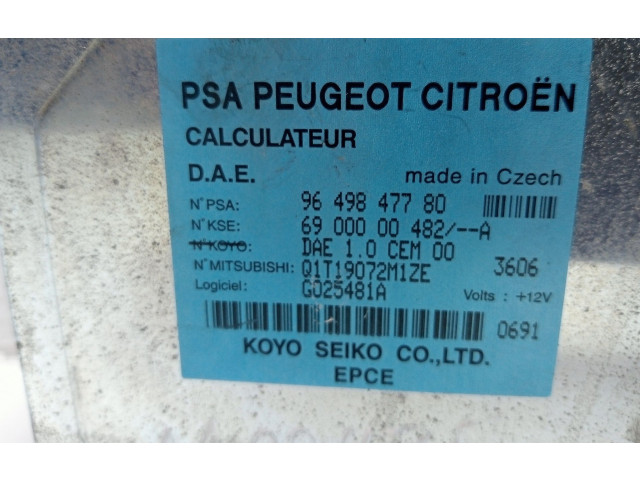 PSA PEUGEOT CITROËN
CALCULATEUR
D.A.E. made in Czech
N°PSA: 96 498 477 80
N°KSE: 69 000 00 482/--A
N°KOYO: DAE 1.0 CEM 00
N°MITSUBISHI: Q1T19072M1ZE 3606
Logiciel: G025481A Volts : +12V
0691
KOYO SEIKO CO.,LTD.
EPCE